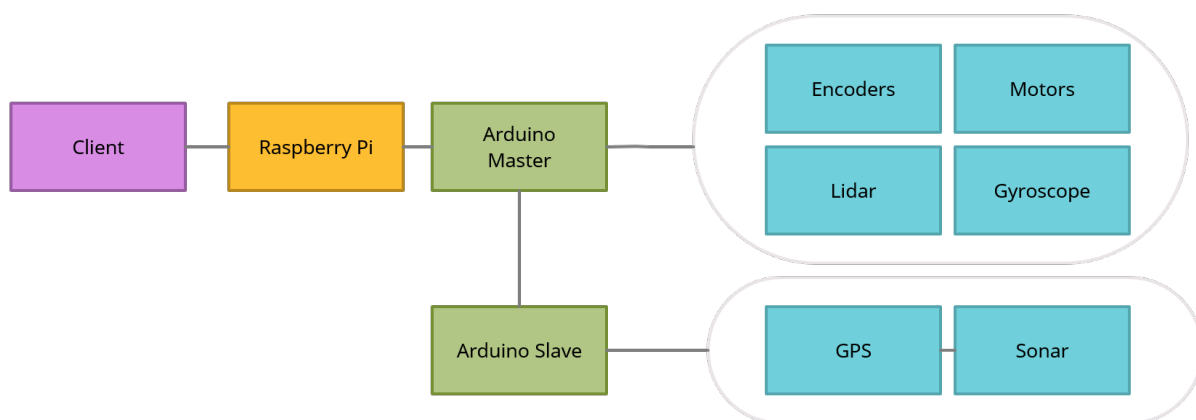 Client
Raspberry Pi
Arduino
Master
Encoders
Motors
Lidar
Gyroscope
Arduino Slave
GPS
Sonar